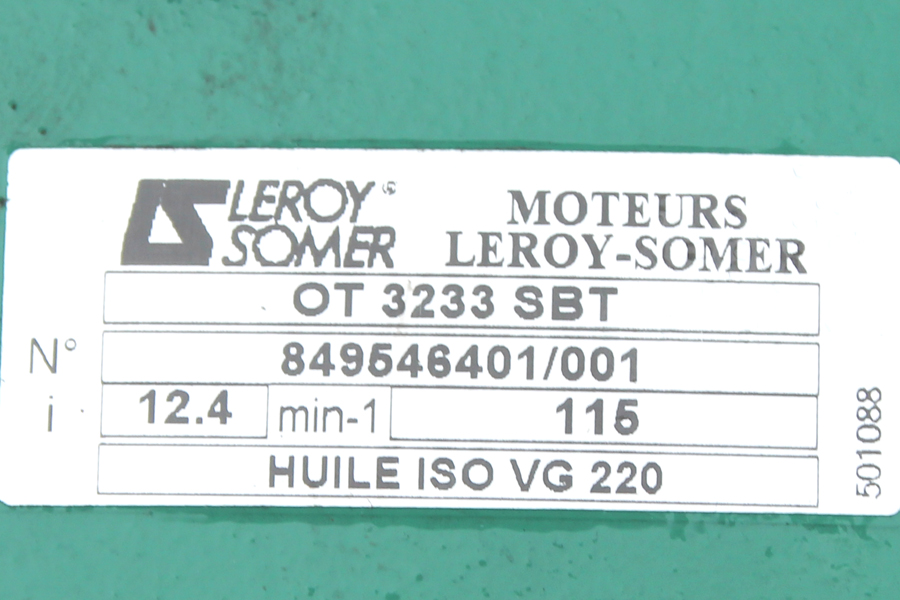 LEROY® SOMER
MOTEURS
LEROY-SOMER
OT 3233 SBT
N° 849546401/001
i 12.4 min-1 115
HUILE ISO VG 220
501088